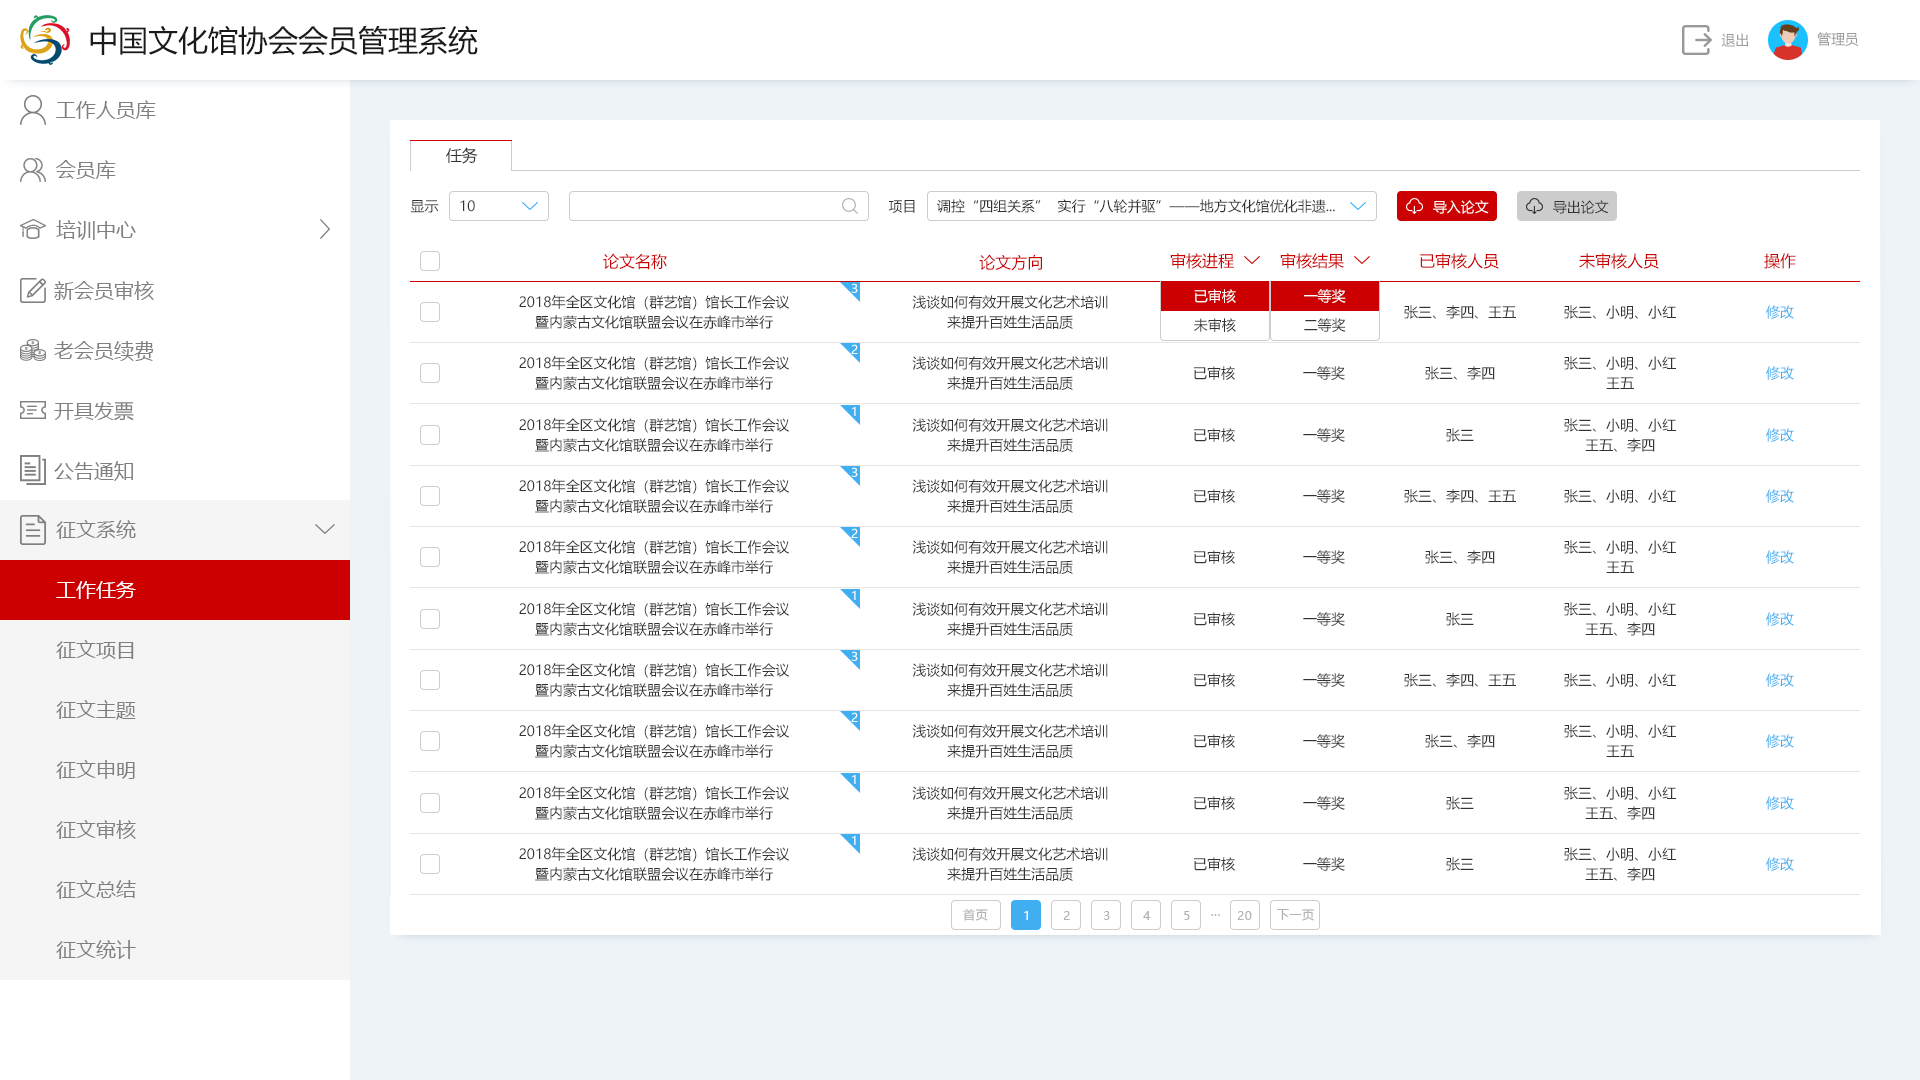 中国文化馆协会会员管理系统
退出
管理员
工作人员库
会员库
培训中心
新会员审核
老会员续费
开具发票
公告通知
征文系统
工作任务
征文项目
征文主题
征文申明
征文审核
征文总结
征文统计
任务
显示 10 项目 调控“四组关系” 实行“八轮并驱”——地方文化馆优化非遗... 导入论文 导出论文
论文名称 论文方向 审核进程 审核结果 已审核人员 未审核人员 操作
2018年全区文化馆（群艺馆）馆长工作会议
暨内蒙古文化馆联盟会议在赤峰市举行
3
浅谈如何有效开展文化艺术培训
来提升百姓生活品质
已审核
未审核
一等奖
二等奖
张三、李四、王五
张三、小明、小红
修改
2018年全区文化馆（群艺馆）馆长工作会议
暨内蒙古文化馆联盟会议在赤峰市举行
2
浅谈如何有效开展文化艺术培训
来提升百姓生活品质
已审核
一等奖
张三、李四
张三、小明、小红
王五
修改
2018年全区文化馆（群艺馆）馆长工作会议
暨内蒙古文化馆联盟会议在赤峰市举行
1
浅谈如何有效开展文化艺术培训
来提升百姓生活品质
已审核
一等奖
张三
张三、小明、小红
王五、李四
修改
2018年全区文化馆（群艺馆）馆长工作会议
暨内蒙古文化馆联盟会议在赤峰市举行
3
浅谈如何有效开展文化艺术培训
来提升百姓生活品质
已审核
一等奖
张三、李四、王五
张三、小明、小红
修改
2018年全区文化馆（群艺馆）馆长工作会议
暨内蒙古文化馆联盟会议在赤峰市举行
2
浅谈如何有效开展文化艺术培训
来提升百姓生活品质
已审核
一等奖
张三、李四
张三、小明、小红
王五
修改
2018年全区文化馆（群艺馆）馆长工作会议
暨内蒙古文化馆联盟会议在赤峰市举行
1
浅谈如何有效开展文化艺术培训
来提升百姓生活品质
已审核
一等奖
张三
张三、小明、小红
王五、李四
修改
2018年全区文化馆（群艺馆）馆长工作会议
暨内蒙古文化馆联盟会议在赤峰市举行
3
浅谈如何有效开展文化艺术培训
来提升百姓生活品质
已审核
一等奖
张三、李四、王五
张三、小明、小红
修改
2018年全区文化馆（群艺馆）馆长工作会议
暨内蒙古文化馆联盟会议在赤峰市举行
2
浅谈如何有效开展文化艺术培训
来提升百姓生活品质
已审核
一等奖
张三、李四
张三、小明、小红
王五
修改
2018年全区文化馆（群艺馆）馆长工作会议
暨内蒙古文化馆联盟会议在赤峰市举行
1
浅谈如何有效开展文化艺术培训
来提升百姓生活品质
已审核
一等奖
张三
张三、小明、小红
王五、李四
修改
2018年全区文化馆（群艺馆）馆长工作会议
暨内蒙古文化馆联盟会议在赤峰市举行
1
浅谈如何有效开展文化艺术培训
来提升百姓生活品质
已审核
一等奖
张三
张三、小明、小红
王五、李四
修改
首页 1 2 3 4 5 ··· 20 下一页